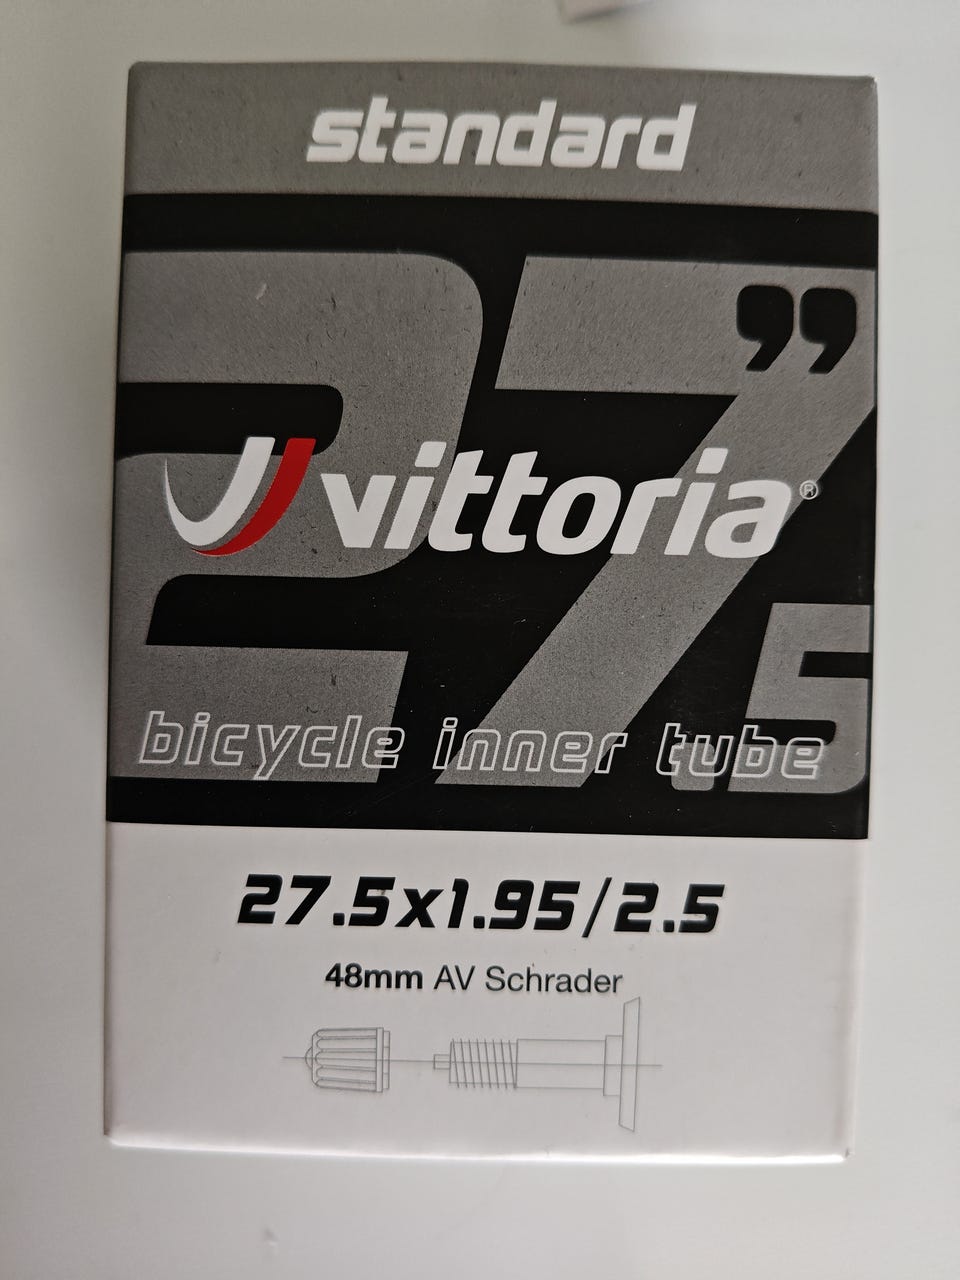 standard
27.5”
vittoria®
bicycle inner tube
27.5x1.95/2.5
48mm AV Schrader